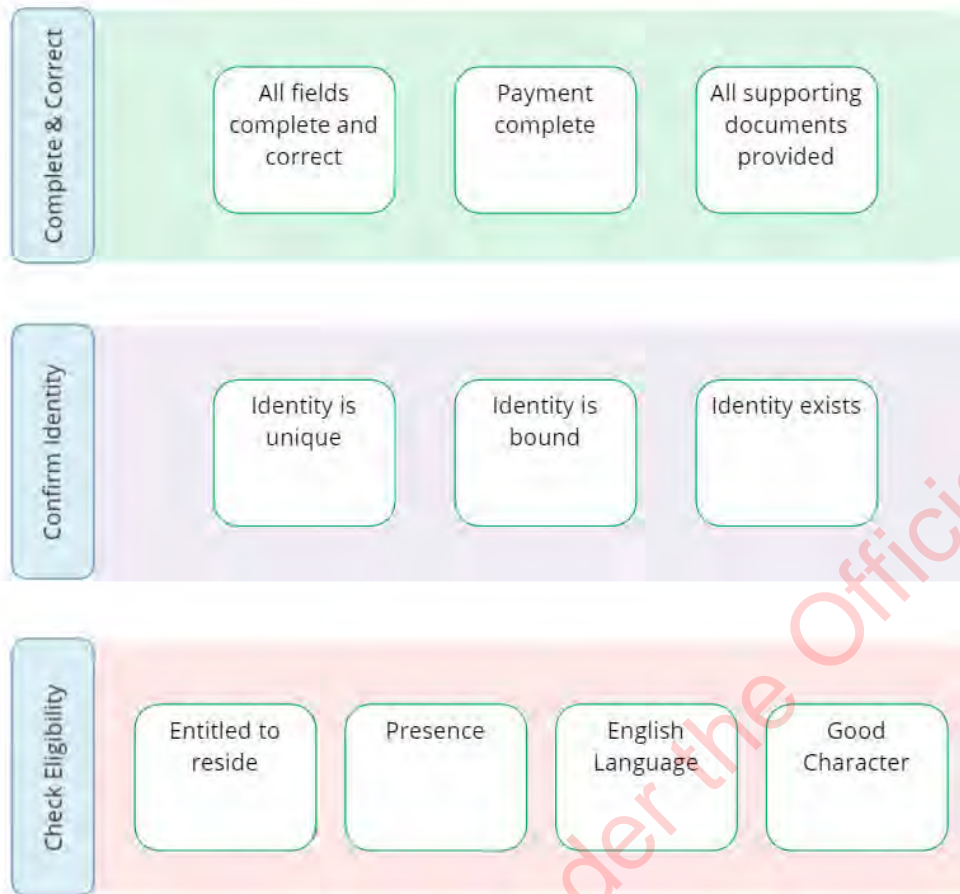 Complete & Correct
All fields
complete and
correct
Payment
complete
All supporting
documents
provided
Confirm Identity
Identity is
unique
Identity is
bound
Identity exists
Check Eligibility
Entitled to
reside
Presence
English
Language
Good
Character
der the